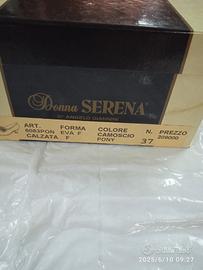 Donna SERENA
DI ANGELO GIANNINI
ART. FORMA COLORE N. PREZZO
6083PON EVA F CAMOSCIO 37 209000
CALZATA F PONY
2025/6/10 09:27